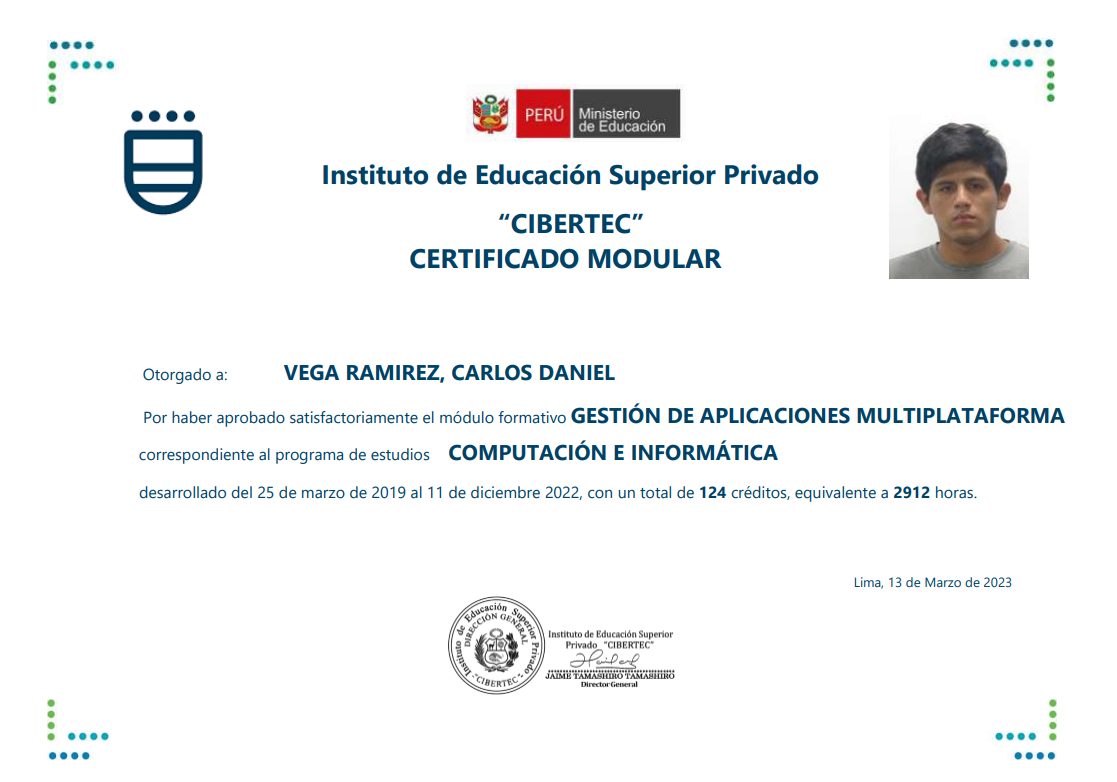 PERÚ
Ministerio
de Educación
Instituto de Educación Superior Privado
“CIBERTEC”
CERTIFICADO MODULAR
Otorgado a: VEGA RAMIREZ, CARLOS DANIEL
Por haber aprobado satisfactoriamente el módulo formativo GESTIÓN DE APLICACIONES MULTIPLATAFORMA
correspondiente al programa de estudios COMPUTACIÓN E INFORMÁTICA
desarrollado del 25 de marzo de 2019 al 11 de diciembre 2022, con un total de 124 créditos, equivalente a 2912 horas.
Lima, 13 de Marzo de 2023
Instituto de Educación Superior Privado
DIRECCIÓN GENERAL
-"CIBERTEC"-
Instituto de Educación Superior
Privado "CIBERTEC"
JAIME TAMASHIRO TAMASHIRO
Director General